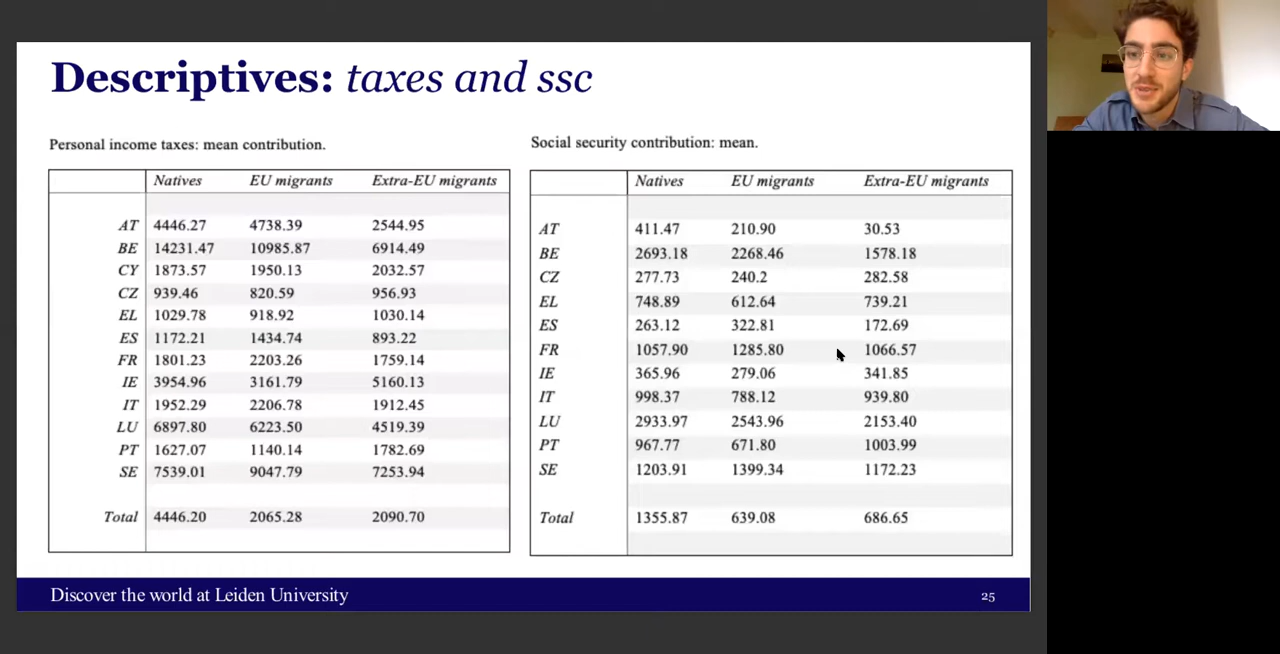 Descriptives: taxes and ssc
Personal income taxes: mean contribution.
Natives EU migrants Extra-EU migrants
AT 4446.27 4738.39 2544.95
BE 14231.47 10985.87 6914.49
CY 1873.57 1950.13 2032.57
CZ 939.46 820.59 956.93
EL 1029.78 918.92 1030.14
ES 1172.21 1434.74 893.22
FR 1801.23 2203.26 1759.14
IE 3954.96 3161.79 5160.13
IT 1952.29 2206.78 1912.45
LU 6897.80 6223.50 4519.39
PT 1627.07 1140.14 1782.69
SE 7539.01 9047.79 7253.94
Total 4446.20 2065.28 2090.70
Social security contribution: mean.
Natives EU migrants Extra-EU migrants
AT 411.47 210.90 30.53
BE 2693.18 2268.46 1578.18
CZ 277.73 240.2 282.58
EL 748.89 612.64 739.21
ES 263.12 322.81 172.69
FR 1057.90 1285.80 1066.57
IE 365.96 279.06 341.85
IT 998.37 788.12 939.80
LU 2933.97 2543.96 2153.40
PT 967.77 671.80 1003.99
SE 1203.91 1399.34 1172.23
Total 1355.87 639.08 686.65
Discover the world at Leiden University
25